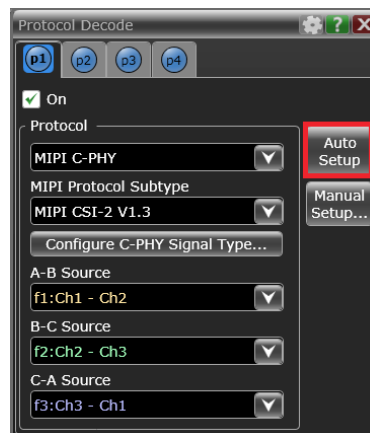 Protocol Decode
? X
p1 p2 p3 p4
On
Protocol
MIPI C-PHY
Auto
Setup
MIPI Protocol Subtype
MIPI CSI-2 V1.3
Manual
Setup...
Configure C-PHY Signal Type...
A-B Source
f1:Ch1 - Ch2
B-C Source
f2:Ch2 - Ch3
C-A Source
f3:Ch3 - Ch1